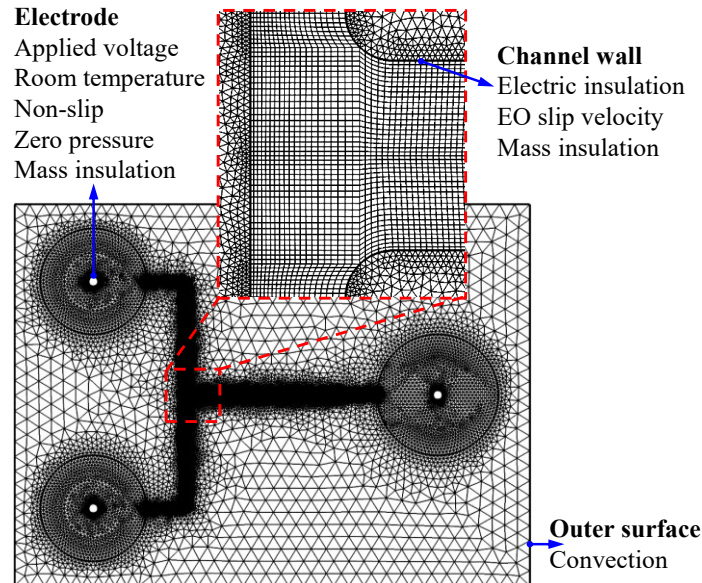 Electrode
Applied voltage
Room temperature
Non-slip
Zero pressure
Mass insulation
Channel wall
Electric insulation
EO slip velocity
Mass insulation
Outer surface
Convection